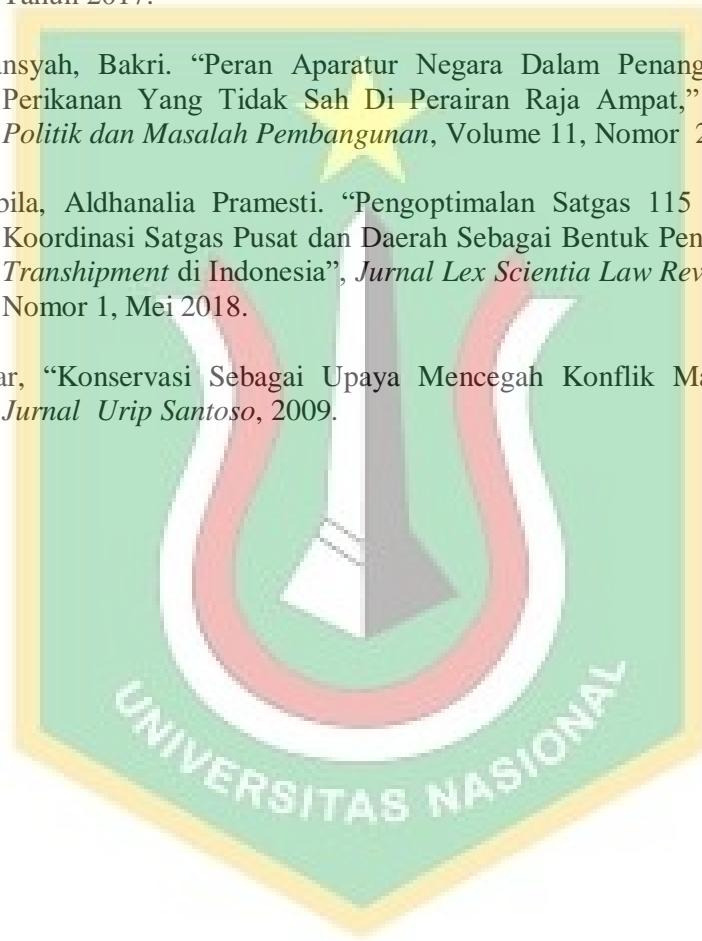 Tahun 2017.
nsyah, Bakri. “Peran Aparatur Negara Dalam Penang
Perikanan Yang Tidak Sah Di Perairan Raja Ampat,”
Politik dan Masalah Pembangunan, Volume 11, Nomor 2
bila, Aldhanalia Pramesti. “Pengoptimalan Satgas 115
Koordinasi Satgas Pusat dan Daerah Sebagai Bentuk Pen
Transhipment di Indonesia”, Jurnal Lex Scientia Law Rev
Nomor 1, Mei 2018.
ar, “Konservasi Sebagai Upaya Mencegah Konflik Ma
Jurnal Urip Santoso, 2009.
UNIVERSITAS NASIONAL